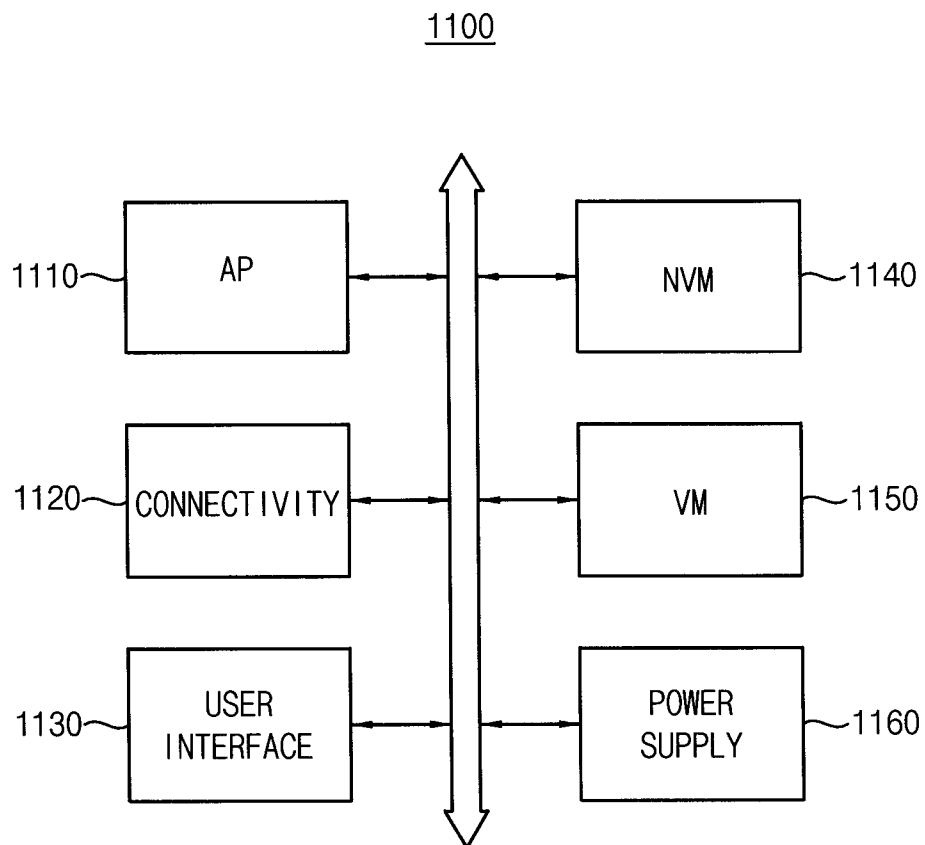 1100
1110
AP
NVM
1140
1120
CONNECTIVITY
VM
1150
1130
USER
INTERFACE
POWER
SUPPLY
1160